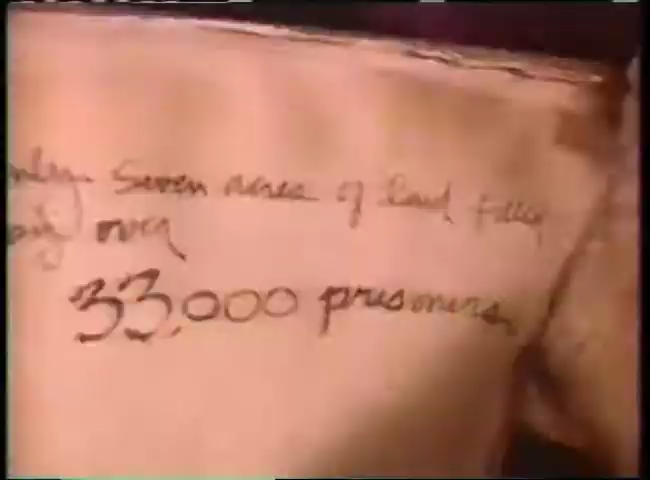 Seven acres of land
over
33,000 prisoners